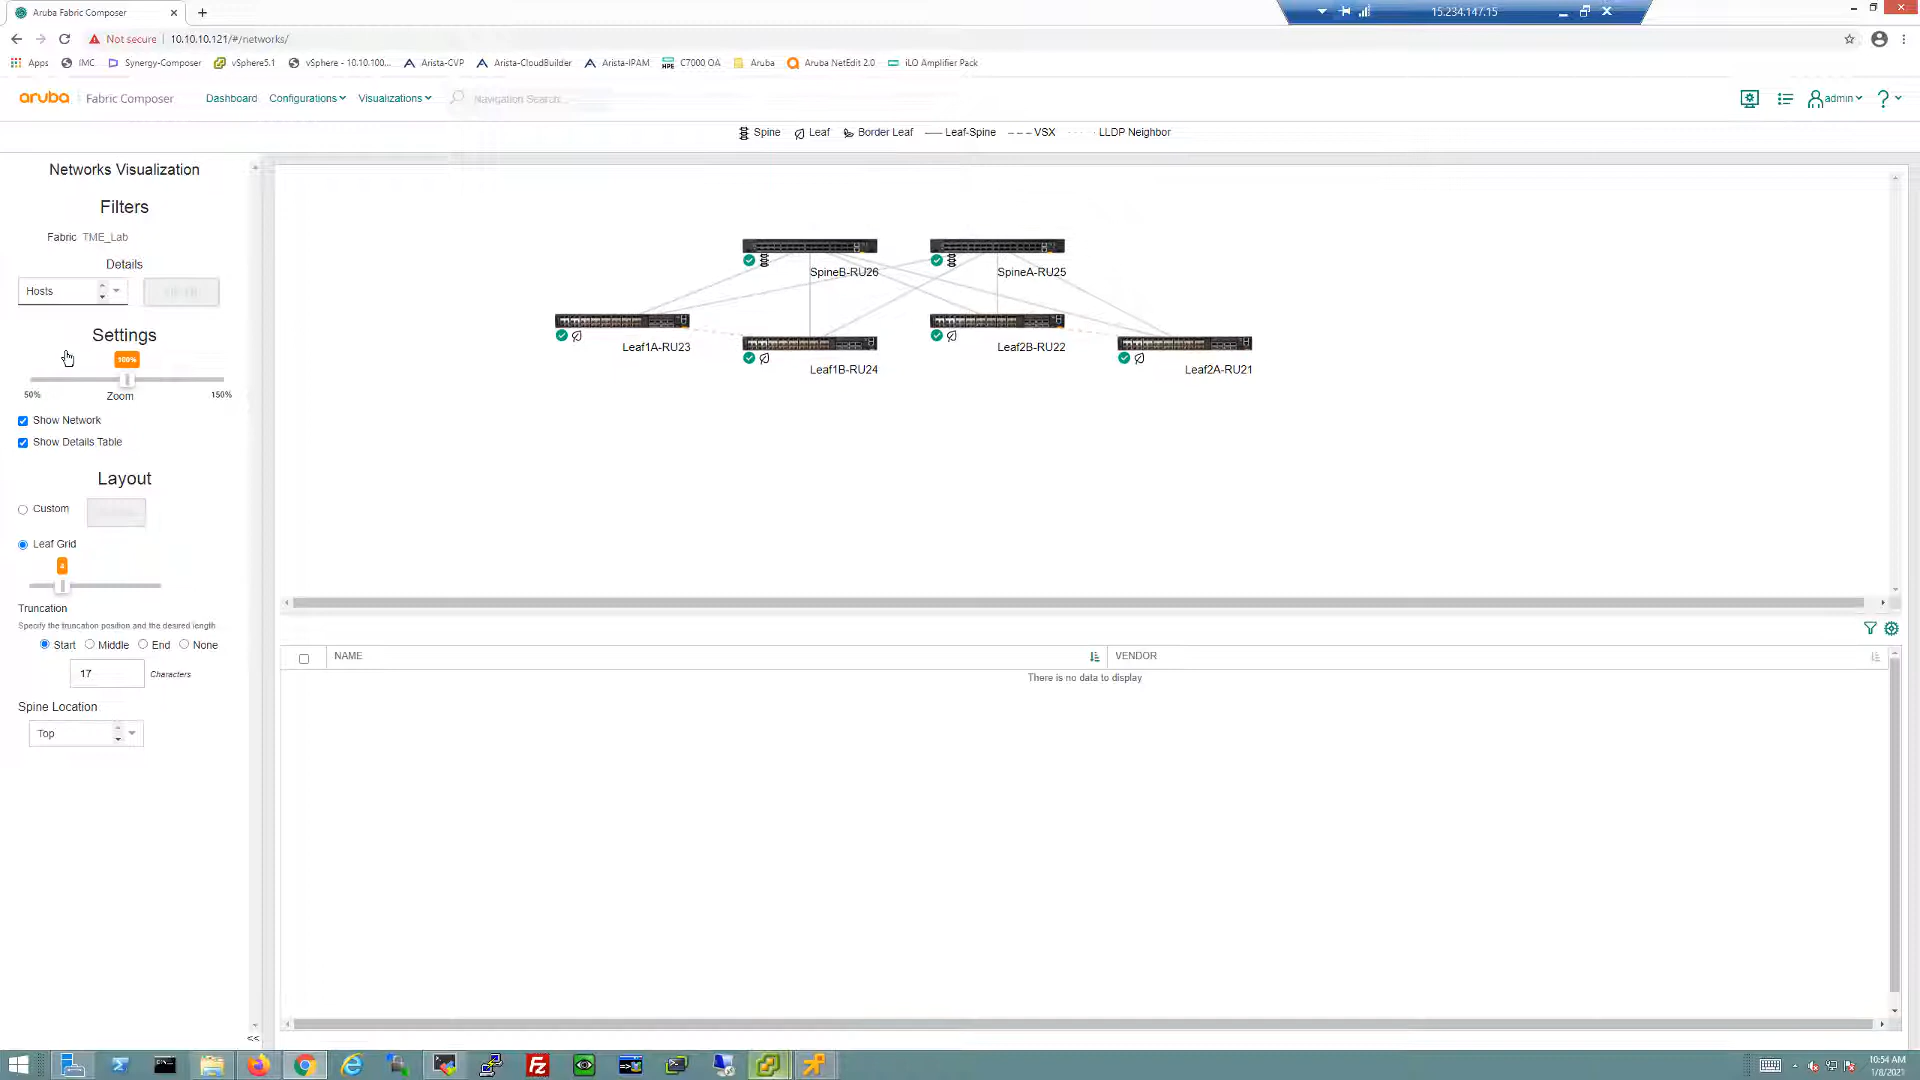 Aruba Fabric Composer
15.234.147.15
Not secure 10.10.10.121/#/networks/
Apps IMC Synergy-Composer vSphere5.1 vSphere - 10.10.100... Arista-CVP Arista-CloudBuilder Arista-IPAM C7000 OA Aruba Aruba NetEdit 2.0 iLO Amplifier Pack
aruba Fabric Composer Dashboard Configurations Visualizations Navigation Search... admin
Spine Leaf Border Leaf Leaf-Spine VSX LLDP Neighbor
Networks Visualization
Filters
Fabric TME_Lab
Details
Hosts
Settings
100%
50% Zoom 150%
Show Network
Show Details Table
Layout
Custom
Leaf Grid
4
Truncation
Specify the truncation position and the desired length
Start Middle End None
17 Characters
Spine Location
Top
<<
SpineB-RU26 SpineA-RU25
Leaf1A-RU23 Leaf2B-RU22
Leaf1B-RU24 Leaf2A-RU21
NAME VENDOR
There is no data to display
10:54 AM
1/8/2021